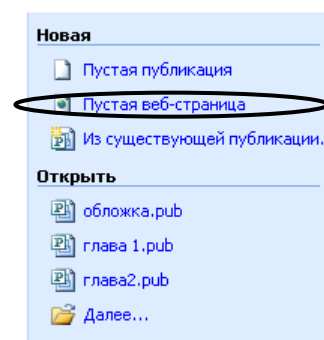 Новая
Пустая публикация
Пустая веб-страница
Из существующей публикации.
Открыть
обложка.pub
глава 1.pub
глава2.pub
Далее...